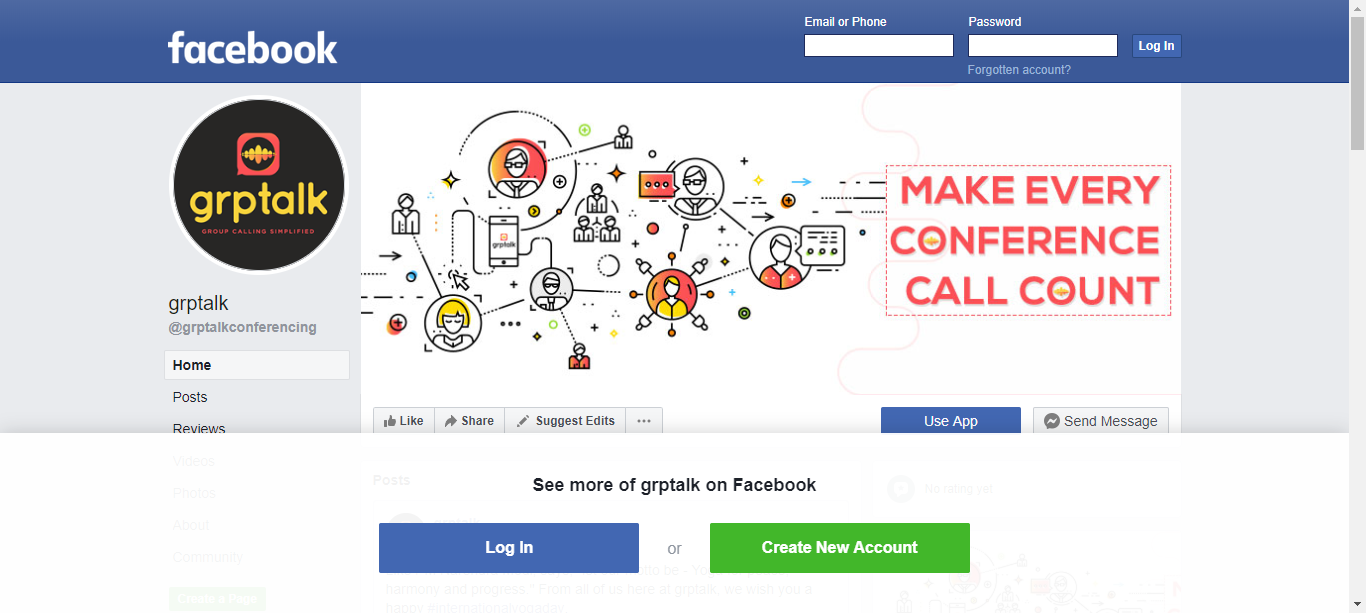 Email or Phone
Password
facebook
Log In
Forgotten account?
grptalk
GROUP CALLING SIMPLIFIED
grptalk
MAKE EVERY
CONFERENCE
CALL COUNT
grptalk
@grptalkconferencing
Home
Posts
Reviews
Videos
Photos
About
Community
Create a Page
Like
Share
Suggest Edits
Use App
Send Message
Posts
No rating yet
See more of grptalk on Facebook
Log In
or
Create New Account
harmony and progress." From all of us here at grptalk, we wish you a
happy #internationalyogaday.